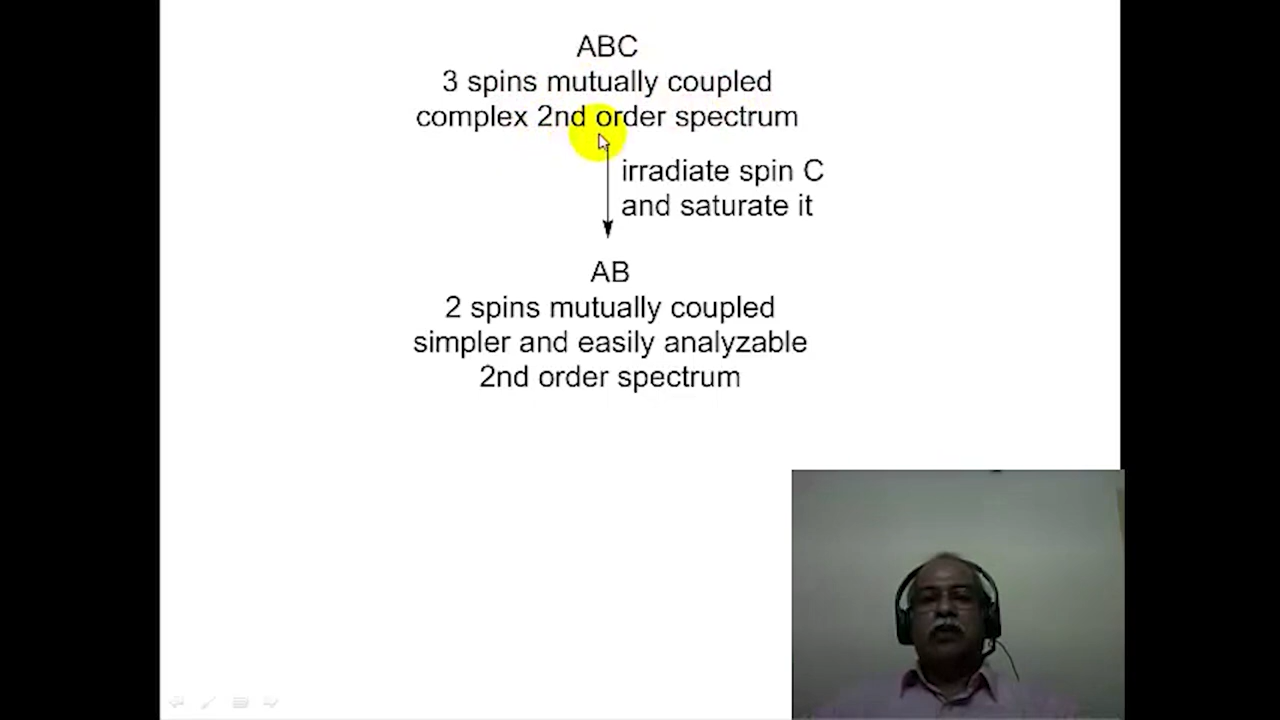 ABC
3 spins mutually coupled
complex 2nd order spectrum
irradiate spin C
and saturate it
AB
2 spins mutually coupled
simpler and easily analyzable
2nd order spectrum